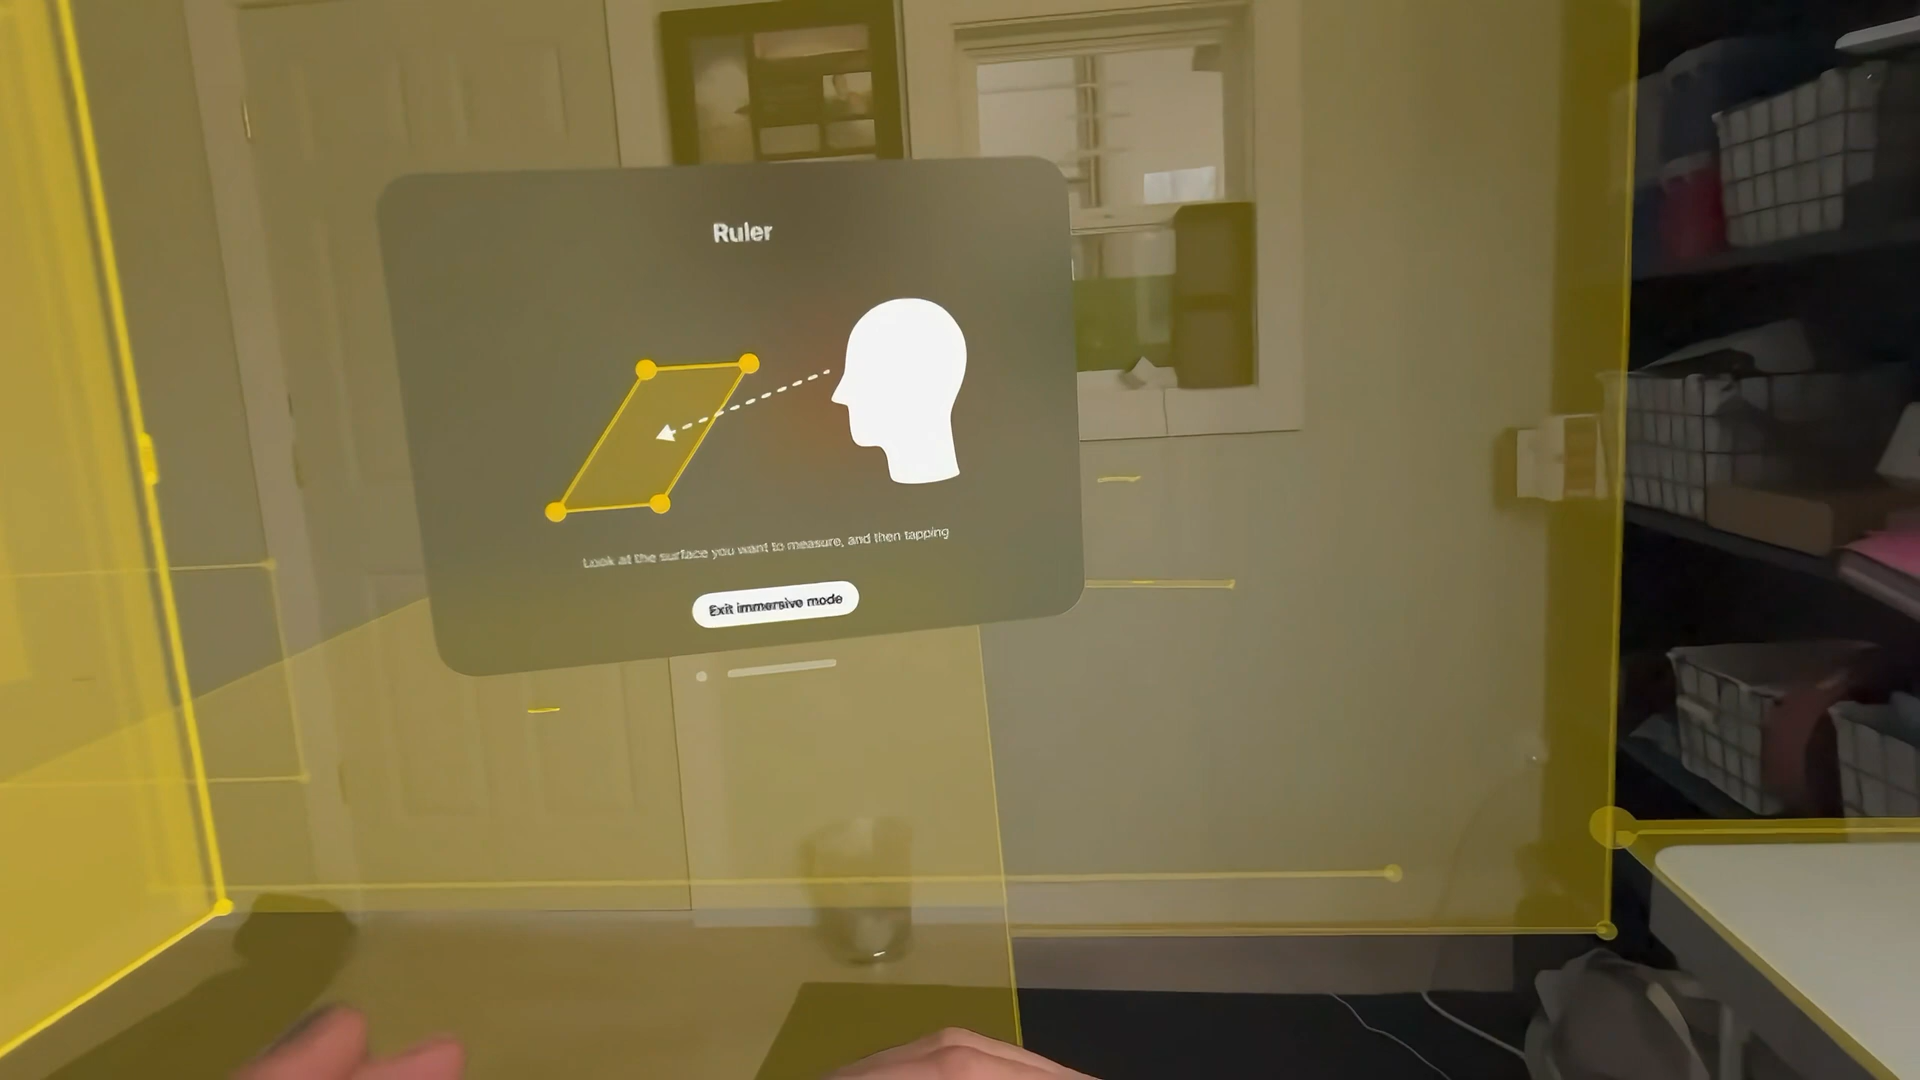 Ruler
Look at the surface you want to measure, and then tapping
Exit immersive mode